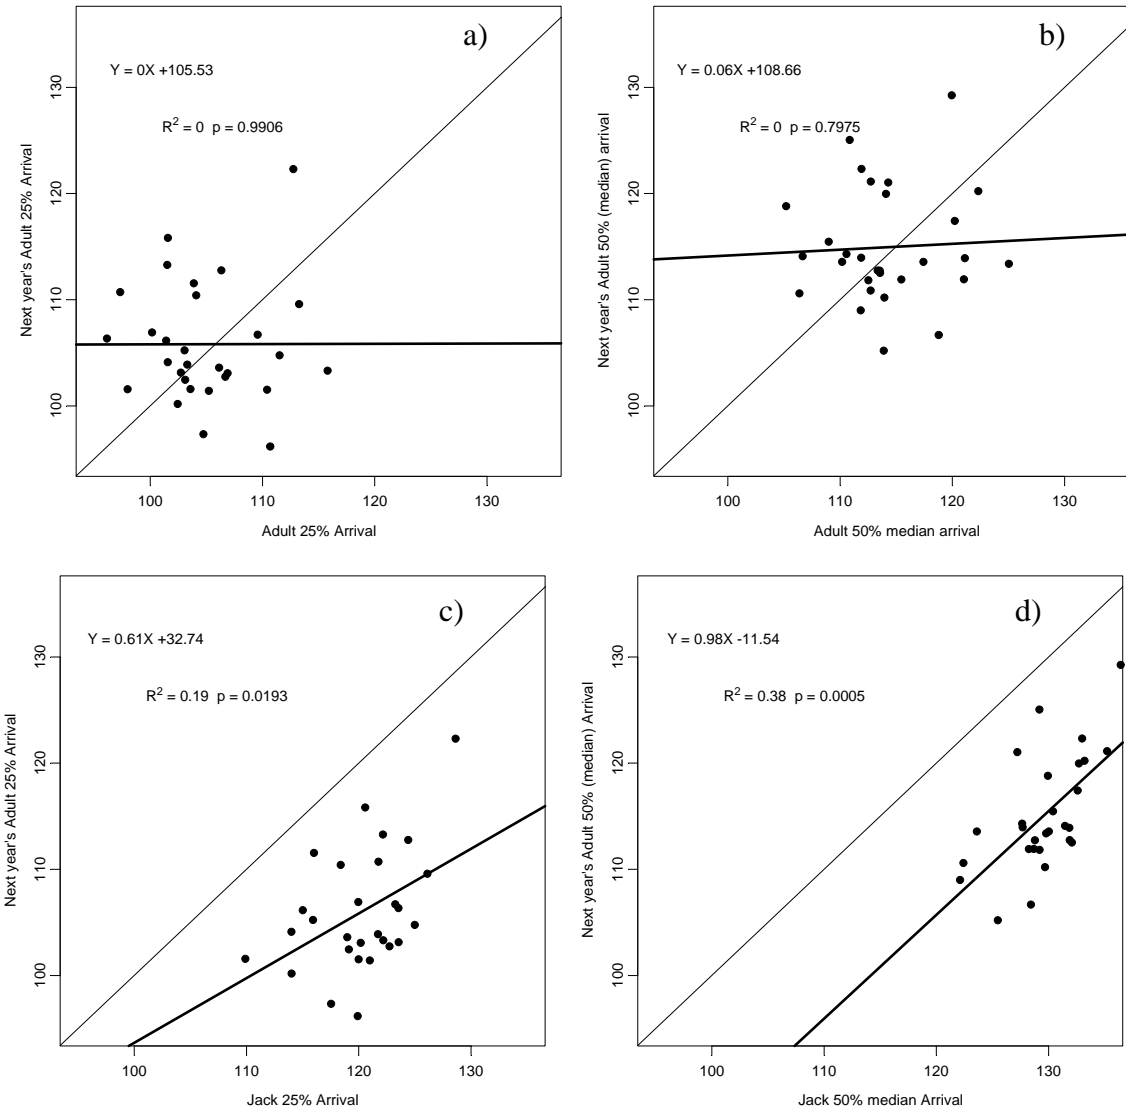 a)
Y = 0X +105.53
R² = 0 p = 0.9906
Next year's Adult 25% Arrival
130
120
110
100
100 110 120 130
Adult 25% Arrival
b)
Y = 0.06X +108.66
R² = 0 p = 0.7975
Next year's Adult 50% (median) arrival
130
120
110
100
100 110 120 130
Adult 50% median arrival
c)
Y = 0.61X +32.74
R² = 0.19 p = 0.0193
Next year's Adult 25% Arrival
130
120
110
100
100 110 120 130
Jack 25% Arrival
d)
Y = 0.98X -11.54
R² = 0.38 p = 0.0005
Next year's Adult 50% (median) Arrival
130
120
110
100
100 110 120 130
Jack 50% median Arrival